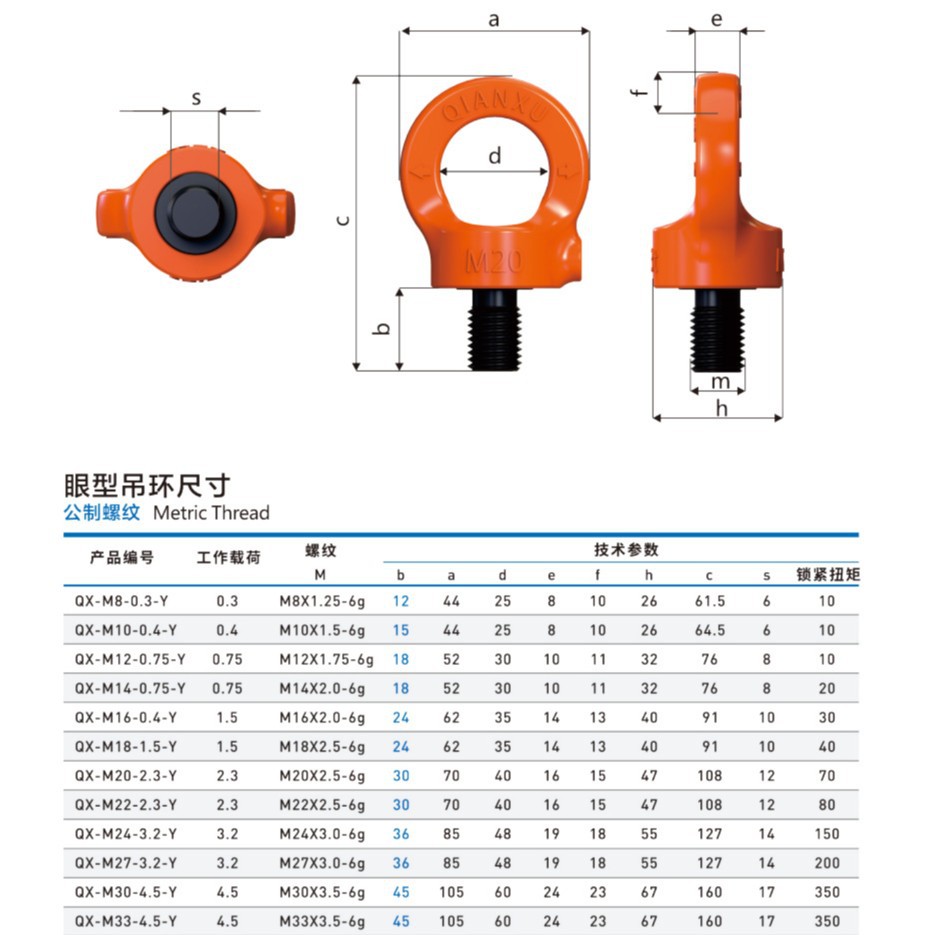 a
e
s
f
QIANXU
d
c
M20
b
m
h
眼型吊环尺寸
公制螺纹 Metric Thread
产品编号 工作载荷 螺纹 技术参数
M b a d e f h c s 锁紧扭矩
QX-M8-0.3-Y 0.3 M8X1.25-6g 12 44 25 8 10 26 61.5 6 10
QX-M10-0.4-Y 0.4 M10X1.5-6g 15 44 25 8 10 26 64.5 6 10
QX-M12-0.75-Y 0.75 M12X1.75-6g 18 52 30 10 11 32 76 8 10
QX-M14-0.75-Y 0.75 M14X2.0-6g 18 52 30 10 11 32 76 8 20
QX-M16-0.4-Y 1.5 M16X2.0-6g 24 62 35 14 13 40 91 10 30
QX-M18-1.5-Y 1.5 M18X2.5-6g 24 62 35 14 13 40 91 10 40
QX-M20-2.3-Y 2.3 M20X2.5-6g 30 70 40 16 15 47 108 12 70
QX-M22-2.3-Y 2.3 M22X2.5-6g 30 70 40 16 15 47 108 12 80
QX-M24-3.2-Y 3.2 M24X3.0-6g 36 85 48 19 18 55 127 14 150
QX-M27-3.2-Y 3.2 M27X3.0-6g 36 85 48 19 18 55 127 14 200
QX-M30-4.5-Y 4.5 M30X3.5-6g 45 105 60 24 23 67 160 17 350
QX-M33-4.5-Y 4.5 M33X3.5-6g 45 105 60 24 23 67 160 17 350